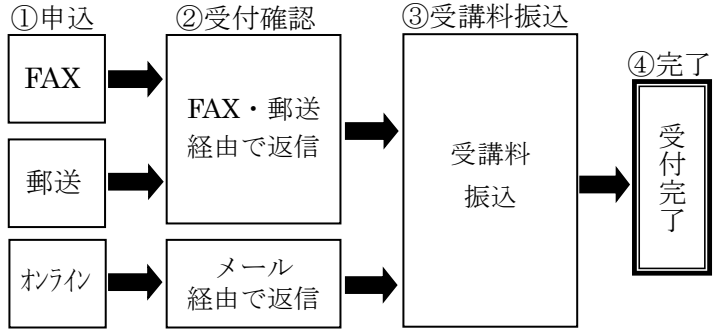 ①申込
②受付確認
③受講料振込
④完了
FAX
郵送
ｵﾝﾗｲﾝ
FAX・郵送
経由で返信
メール
経由で返信
受講料
振込
受付完了